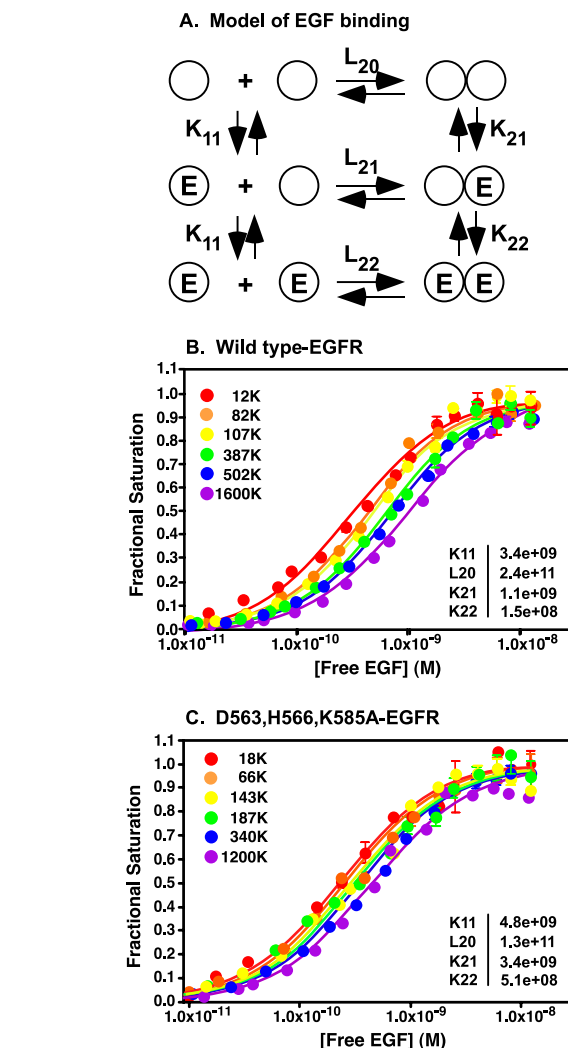 A. Model of EGF binding
+ L20
K11 K21
E + L21 E
K11 K22
E + E L22 E E
B. Wild type-EGFR
Fractional Saturation
1.1
1.0
0.9
0.8
0.7
0.6
0.5
0.4
0.3
0.2
0.1
0.0
12K
82K
107K
387K
502K
1600K
K11 3.4e+09
L20 2.4e+11
K21 1.1e+09
K22 1.5e+08
1.0x10-11 1.0x10-10 1.0x10-9 1.0x10-8
[Free EGF] (M)
C. D563,H566,K585A-EGFR
Fractional Saturation
1.1
1.0
0.9
0.8
0.7
0.6
0.5
0.4
0.3
0.2
0.1
0.0
18K
66K
143K
187K
340K
1200K
K11 4.8e+09
L20 1.3e+11
K21 3.4e+09
K22 5.1e+08
1.0x10-11 1.0x10-10 1.0x10-9 1.0x10-8
[Free EGF] (M)